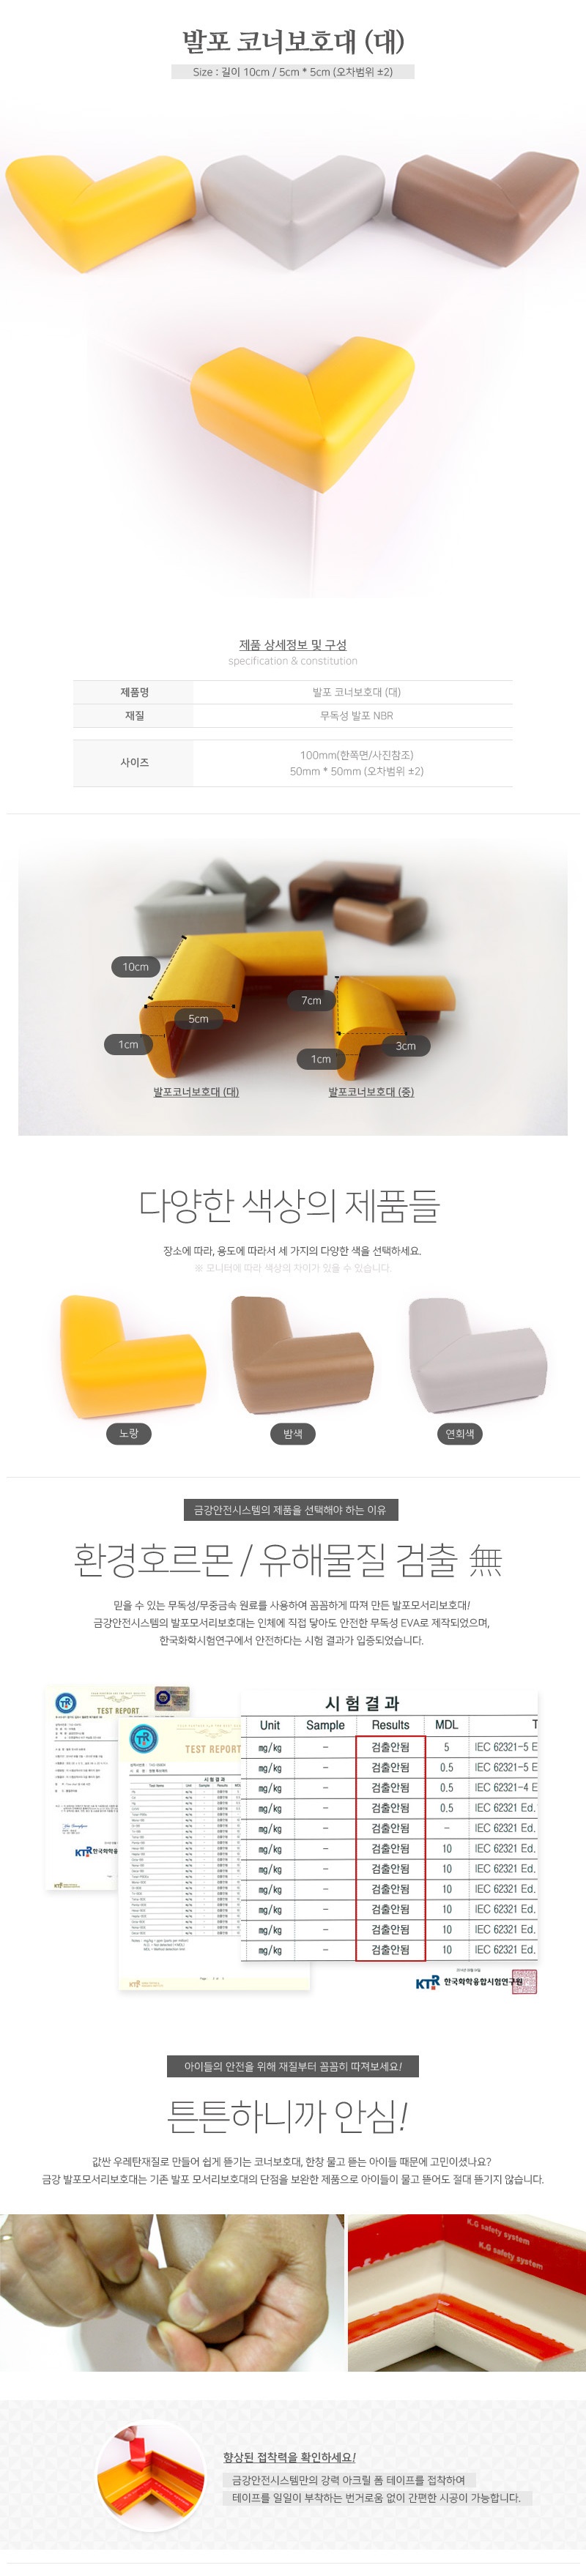 발포 코너보호대 (대)
Size : 길이 10cm / 5cm * 5cm (오차범위 ±2)
제품 상세정보 및 구성
specification & constitution
제품명 발포 코너보호대 (대)
재질 무독성 발포 NBR
사이즈 100mm(한쪽면/사진참조)
50mm * 50mm (오차범위 ±2)
10cm
5cm
1cm
7cm
3cm
1cm
발포코너보호대 (대)
발포코너보호대 (중)
다양한 색상의 제품들
장소에 따라, 용도에 따라서 세 가지의 다양한 색을 선택하세요.
※ 모니터에 따라 색상의 차이가 있을 수 있습니다.
노랑
밤색
연회색
금강안전시스템의 제품을 선택해야 하는 이유
환경호르몬 / 유해물질 검출 無
믿을 수 있는 무독성/무중금속 원료를 사용하여 꼼꼼하게 따져 만든 발포모서리보호대!
금강안전시스템의 발포모서리보호대는 인체에 직접 닿아도 안전한 무독성 EVA로 제작되었으며,
한국화학시험연구에서 안전하다는 시험 결과가 입증되었습니다.
TEST REPORT
TEST REPORT
시험결과
Unit Sample Results MDL T
mg/kg – 검출안됨 5 IEC 62321-5 E
mg/kg – 검출안됨 0.5 IEC 62321-5 E
mg/kg – 검출안됨 0.5 IEC 62321-4 E
mg/kg – 검출안됨 0.5 IEC 62321 Ed.
mg/kg – 검출안됨 – IEC 62321 Ed.
mg/kg – 검출안됨 10 IEC 62321 Ed.
mg/kg – 검출안됨 10 IEC 62321 Ed.
mg/kg – 검출안됨 10 IEC 62321 Ed.
mg/kg – 검출안됨 10 IEC 62321 Ed.
mg/kg – 검출안됨 10 IEC 62321 Ed.
mg/kg – 검출안됨 10 IEC 62321 Ed.
KTR 한국화학융합시험연구원
아이들의 안전을 위해 재질부터 꼼꼼히 따져보세요!
튼튼하니까 안심!
값싼 우레탄재질로 만들어 쉽게 뜯기는 코너보호대, 한창 물고 뜯는 아이들 때문에 고민이셨나요?
금강 발포모서리보호대는 기존 발포 모서리보호대의 단점을 보완한 제품으로 아이들이 물고 뜯어도 절대 뜯기지 않습니다.
K.G safety system
K.G safety system
safety system
향상된 접착력을 확인하세요!
금강안전시스템만의 강력 아크릴 폼 테이프를 접착하여
테이프를 일일이 부착하는 번거로움 없이 간편한 시공이 가능합니다.